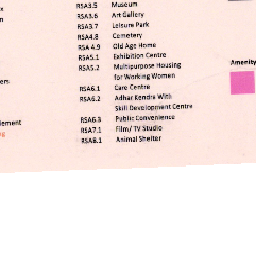 RSA3.5 Museum
RSA3.6 Art Gallery
RSA3.7 Leisure Park
RSA4.8 Cemetery
RSA4.9 Old Age Home
RSA5.1 Exhibition Centre
RSA5.2 Multipurpose Housing
for Working Women
RSA6.1 Care Centre
RSA6.2 Adhar Kendra With
Skill Development Centre
RSA6.3 Public Convenience
RSA7.1 Film/ TV Studio
RSA8.1 Animal Shelter
Amenity